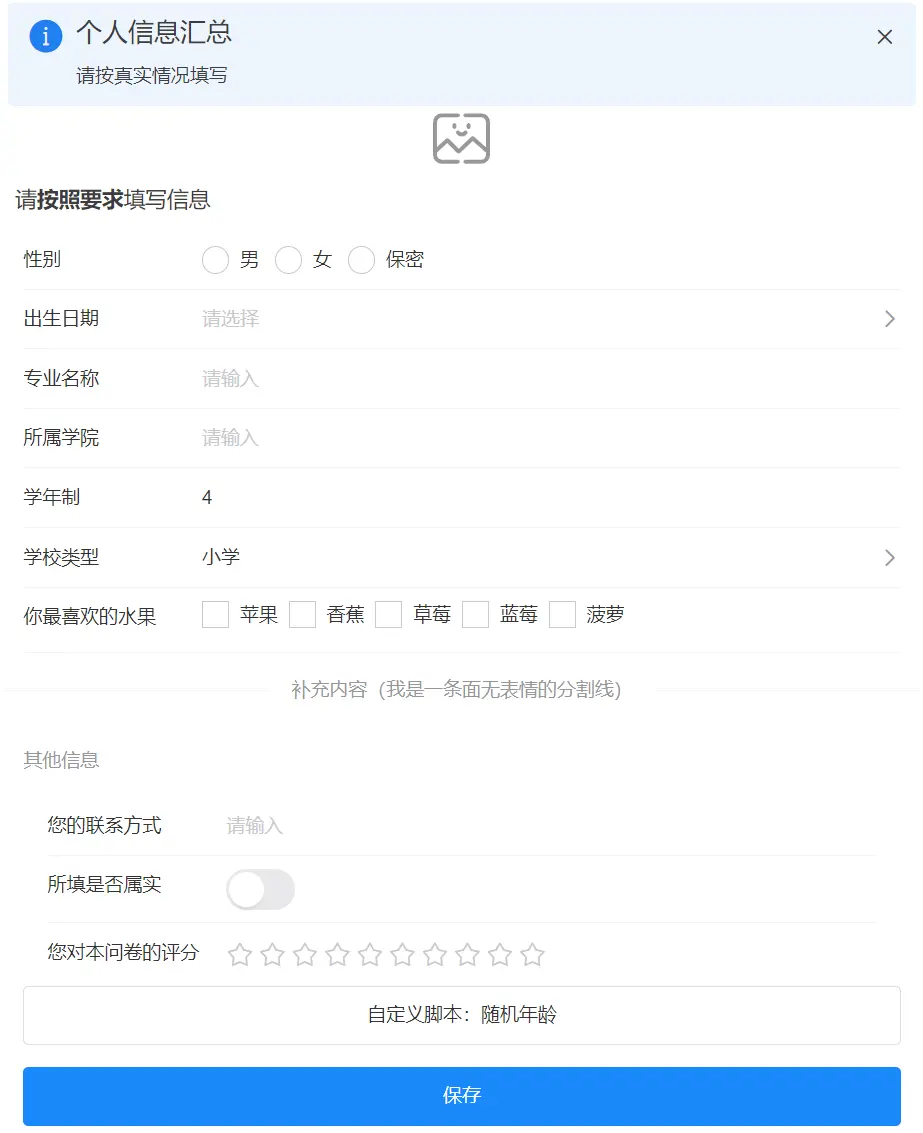 个人信息汇总
请按真实情况填写
请按照要求填写信息
性别 男 女 保密
出生日期 请选择
专业名称 请输入
所属学院 请输入
学年制 4
学校类型 小学
你最喜欢的水果 苹果 香蕉 草莓 蓝莓 菠萝
补充内容（我是一条面无表情的分割线）
其他信息
您的联系方式 请输入
所填是否属实
您对本问卷的评分
自定义脚本：随机年龄
保存